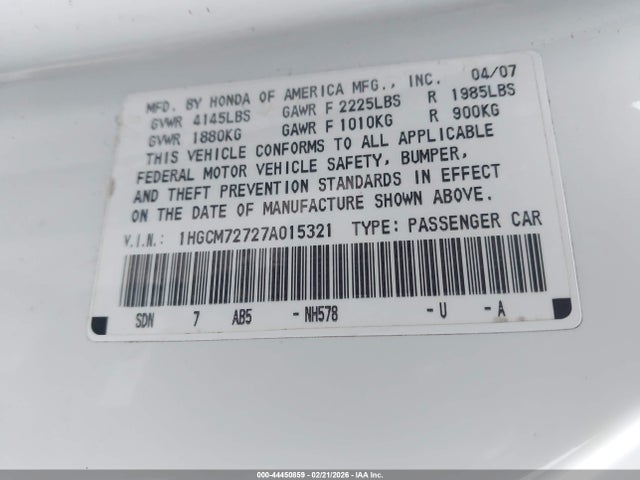 MFD. BY HONDA OF AMERICA MFG., INC. 04/07
GVWR 4145LBS GAWR F 2225LBS R 1985LBS
GVWR 1880KG GAWR F 1010KG R 900KG
THIS VEHICLE CONFORMS TO ALL APPLICABLE
FEDERAL MOTOR VEHICLE SAFETY, BUMPER,
AND THEFT PREVENTION STANDARDS IN EFFECT
ON THE DATE OF MANUFACTURE SHOWN ABOVE.
V.I.N.: 1HGCM72727A015321 TYPE: PASSENGER CAR
SDN 7 AB5 -NH578 -U -A
000-44450859 - 02/21/2026 - IAA Inc.